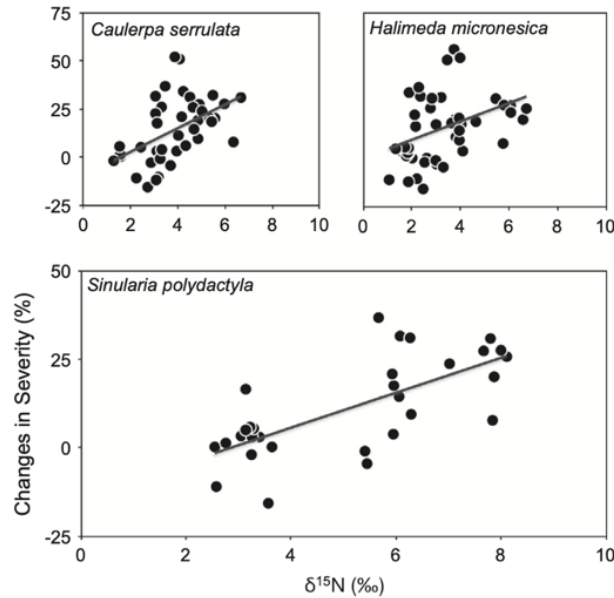 Caulerpa serrulata
Halimeda micronesica
75
50
25
0
-25
0 2 4 6 8 10
0 2 4 6 8 10
Sinularia polydactyla
Changes in Severity (%)
50
25
0
-25
0 2 4 6 8 10
δ¹⁵N (‰)